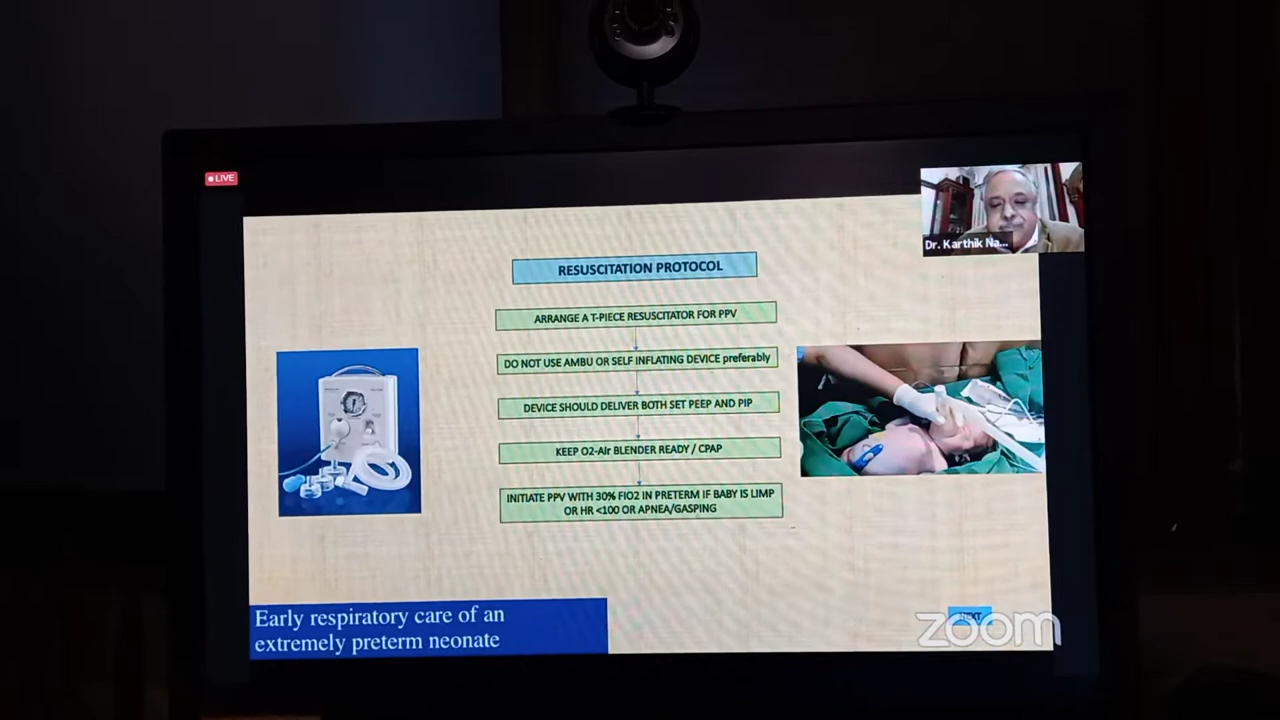 LIVE
Dr. Karthik Na...
RESUSCITATION PROTOCOL
ARRANGE A T-PIECE RESUSCITATOR FOR PPV
DO NOT USE AMBU OR SELF INFLATING DEVICE preferably
DEVICE SHOULD DELIVER BOTH SET PEEP AND PIP
KEEP O2-Air BLENDER READY / CPAP
INITIATE PPV WITH 30% FIO2 IN PRETERM IF BABY IS LIMP
OR HR <100 OR APNEA/GASPING
Early respiratory care of an
extremely preterm neonate
NEXT
zoom